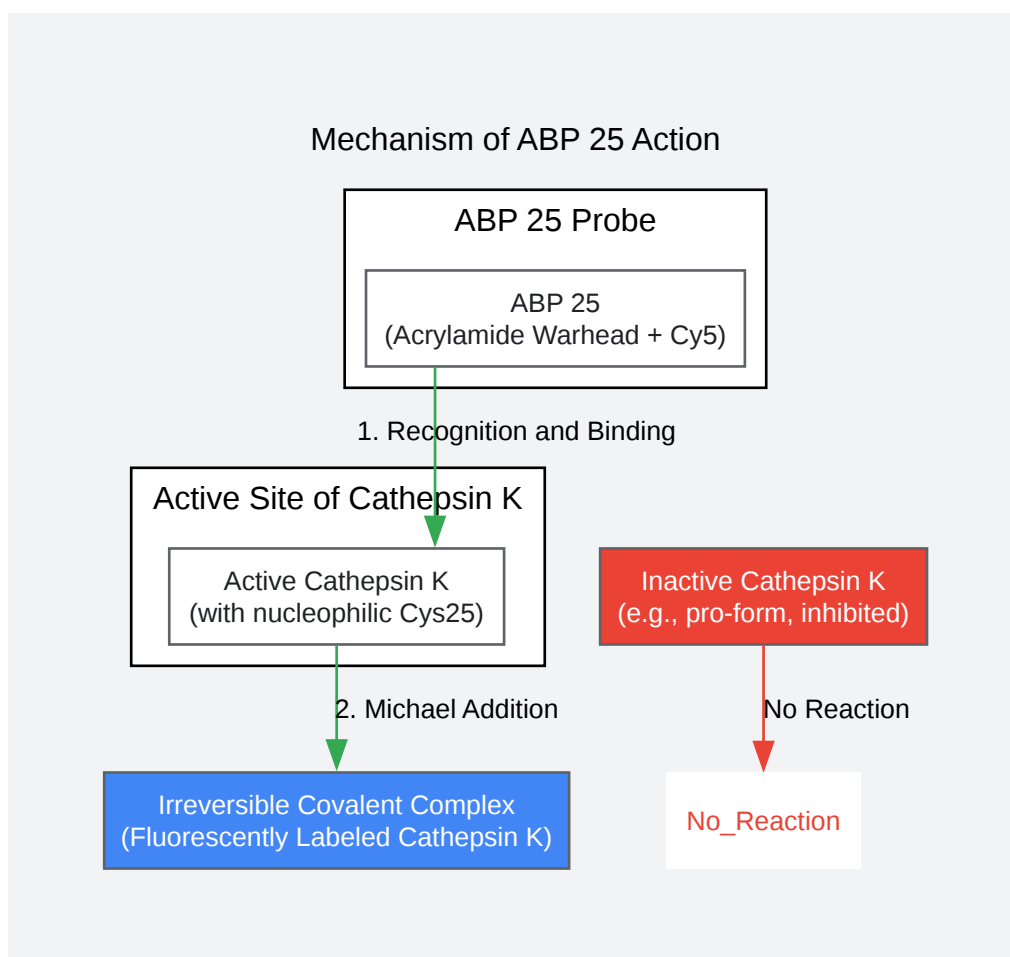 Mechanism of ABP 25 Action
ABP 25 Probe
ABP 25
(Acrylamide Warhead + Cy5)
1. Recognition and Binding
Active Site of Cathepsin K
Active Cathepsin K
(with nucleophilic Cys25)
Inactive Cathepsin K
(e.g., pro-form, inhibited)
2. Michael Addition
No Reaction
Irreversible Covalent Complex
(Fluorescently Labeled Cathepsin K)
No_Reaction